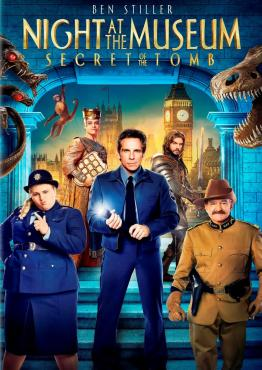 BEN STILLER
NIGHT AT THE MUSEUM
SECRET OF THE TOMB